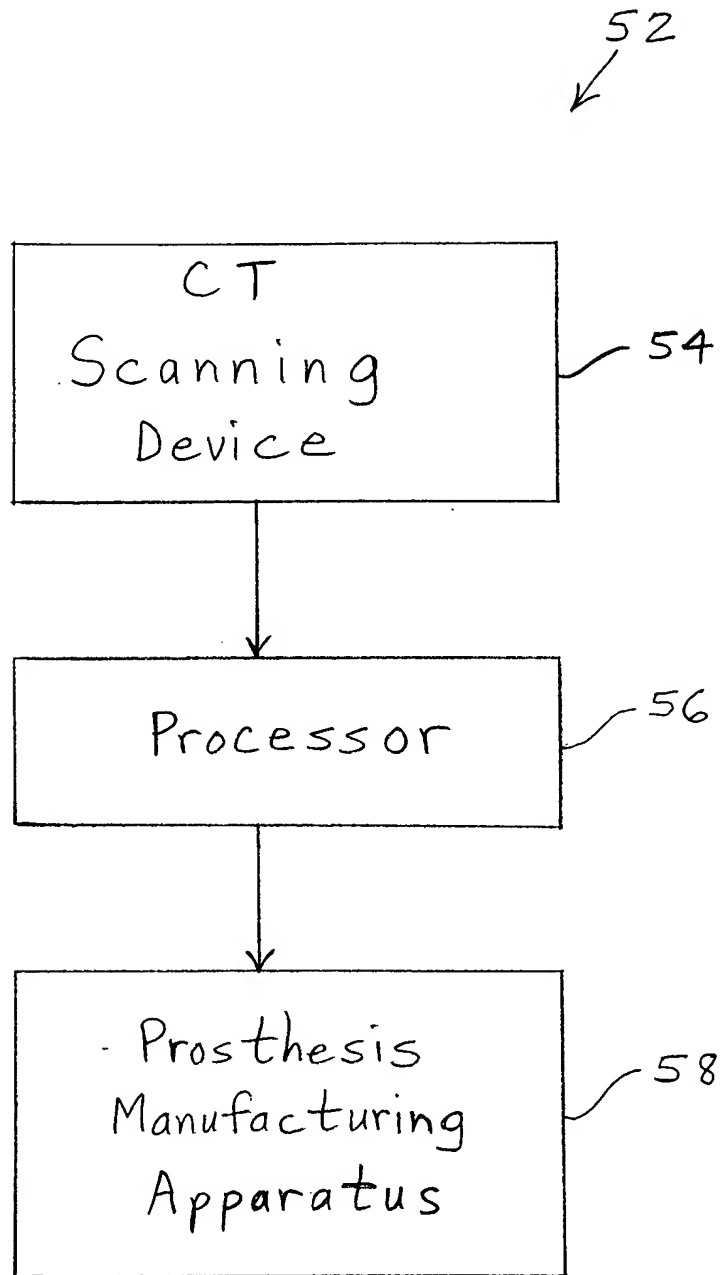 52
CT
Scanning
Device
54
Processor
56
Prosthesis
Manufacturing
Apparatus
58